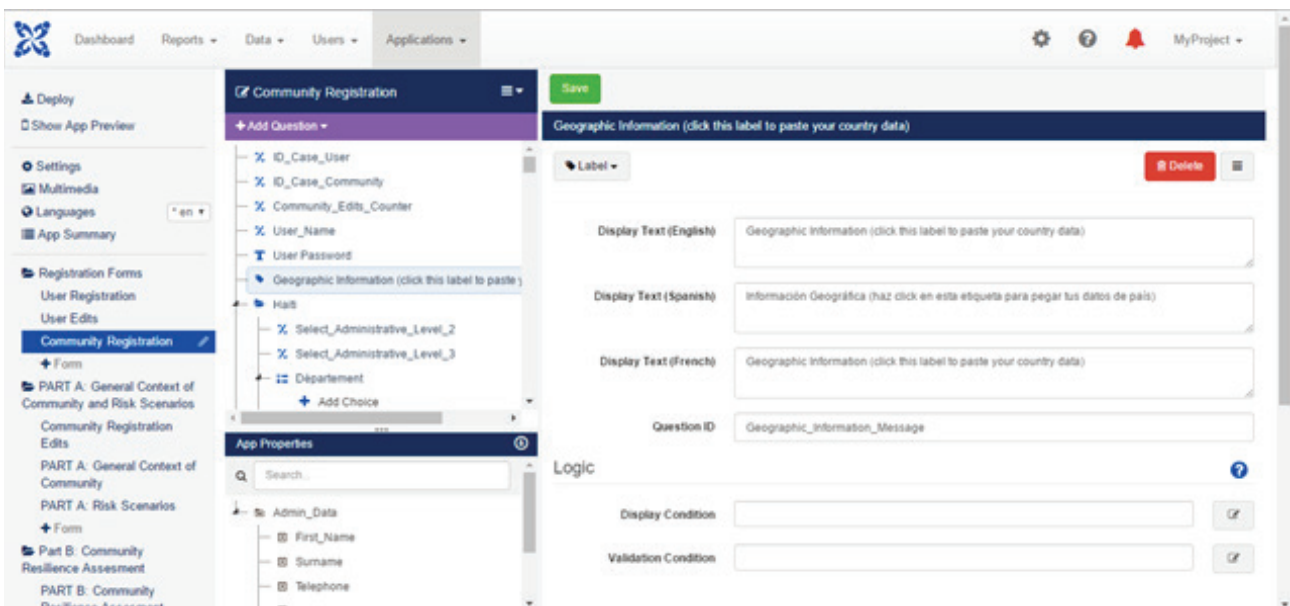 Dashboard Reports Data Users Applications MyProject
Deploy
Show App Preview
Settings
Multimedia
Languages * en
App Summary
Registration Forms
User Registration
User Edits
Community Registration
Form
PART A: General Context of
Community and Risk Scenarios
Community Registration
Edits
PART A: General Context of
Community
PART A: Risk Scenarios
Form
Part B: Community
Resilience Assesment
PART B: Community
Resilience Assessment
Community Registration
Add Question
ID_Case_User
ID_Case_Community
Community_Edits_Counter
User_Name
User Password
Geographic Information (click this label to paste y
Haiti
Select_Administrative_Level_2
Select_Administrative_Level_3
Département
Add Choice
App Properties
Search...
Admin_Data
First_Name
Surname
Telephone
Save
Geographic Information (click this label to paste your country data)
Label
Delete
Display Text (English) Geographic Information (click this label to paste your country data)
Display Text (Spanish) Información Geográfica (haz click en esta etiqueta para pegar tus datos de país)
Display Text (French) Geographic Information (click this label to paste your country data)
Question ID Geographic_Information_Message
Logic
Display Condition
Validation Condition